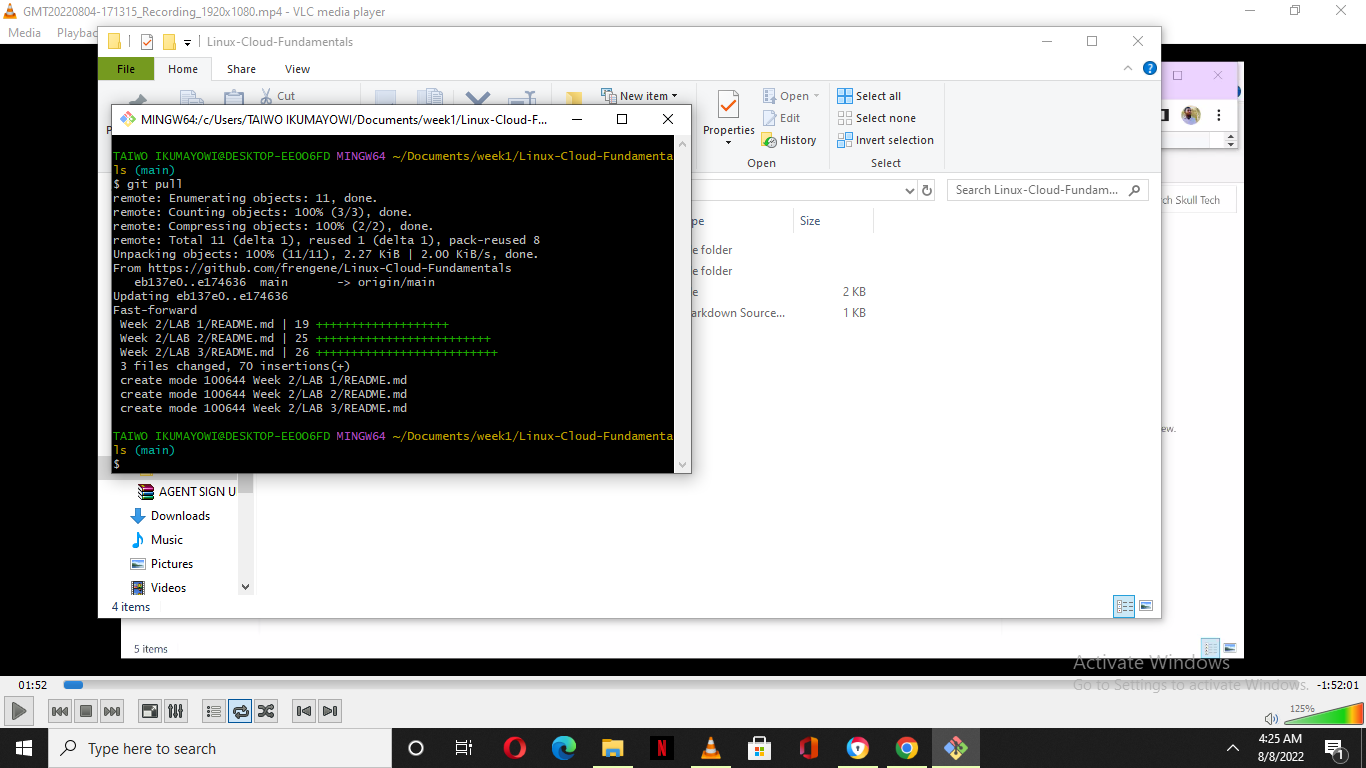 GMT20220804-171315_Recording_1920x1080.mp4 - VLC media player
Media
Playbac
Linux-Cloud-Fundamentals
File
Home
Share
View
Cut
New item
Open
Select all
Properties
Edit
Select none
History
Invert selection
Open
Select
MINGW64:/c/Users/TAIWO IKUMAYOWI/Documents/week1/Linux-Cloud-F...
TAIWO IKUMAYOWI@DESKTOP-EEOO6FD MINGW64 ~/Documents/week1/Linux-Cloud-Fundamenta
ls (main)
$ git pull
remote: Enumerating objects: 11, done.
remote: Counting objects: 100% (3/3), done.
remote: Compressing objects: 100% (2/2), done.
remote: Total 11 (delta 1), reused 1 (delta 1), pack-reused 8
Unpacking objects: 100% (11/11), 2.27 KiB | 2.00 KiB/s, done.
From https://github.com/frengene/Linux-Cloud-Fundamentals
eb137e0..e174636  main       -> origin/main
Updating eb137e0..e174636
Fast-forward
Week 2/LAB 1/README.md | 19 +++++++++++++++++++
Week 2/LAB 2/README.md | 25 +++++++++++++++++++++++++
Week 2/LAB 3/README.md | 26 ++++++++++++++++++++++++++
3 files changed, 70 insertions(+)
create mode 100644 Week 2/LAB 1/README.md
create mode 100644 Week 2/LAB 2/README.md
create mode 100644 Week 2/LAB 3/README.md
TAIWO IKUMAYOWI@DESKTOP-EEOO6FD MINGW64 ~/Documents/week1/Linux-Cloud-Fundamenta
ls (main)
$
Search Linux-Cloud-Fundam...
ch Skull Tech
pe
Size
e folder
e folder
e
2 KB
arkdown Source...
1 KB
ew.
AGENT SIGN U
Downloads
Music
Pictures
Videos
4 items
5 items
Activate Windows
Go to Settings to activate Windows.
01:52
-1:52:01
125%
Type here to search
4:25 AM
8/8/2022
1